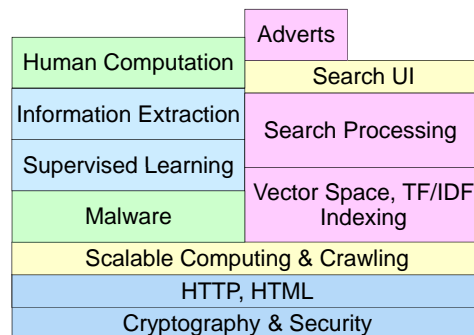 Adverts
Human Computation
Search UI
Information Extraction
Search Processing
Supervised Learning
Vector Space, TF/IDF
Indexing
Malware
Scalable Computing & Crawling
HTTP, HTML
Cryptography & Security